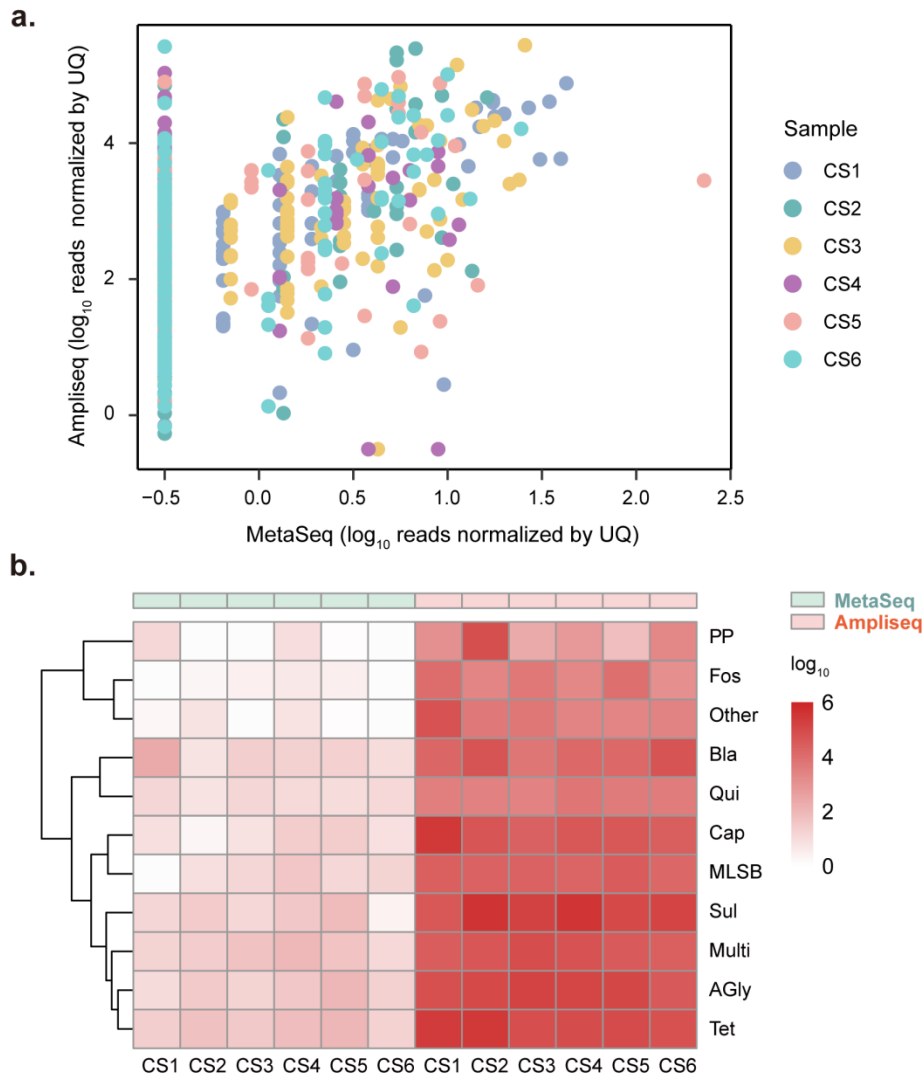 a.
Ampliseq (log₁₀ reads normalized by UQ)
4
2
0
−0.5 0.0 0.5 1.0 1.5 2.0 2.5
MetaSeq (log₁₀ reads normalized by UQ)
Sample
CS1
CS2
CS3
CS4
CS5
CS6
b.
MetaSeq
Ampliseq
log₁₀
6
4
2
0
PP
Fos
Other
Bla
Qui
Cap
MLSB
Sul
Multi
AGly
Tet
CS1 CS2 CS3 CS4 CS5 CS6 CS1 CS2 CS3 CS4 CS5 CS6